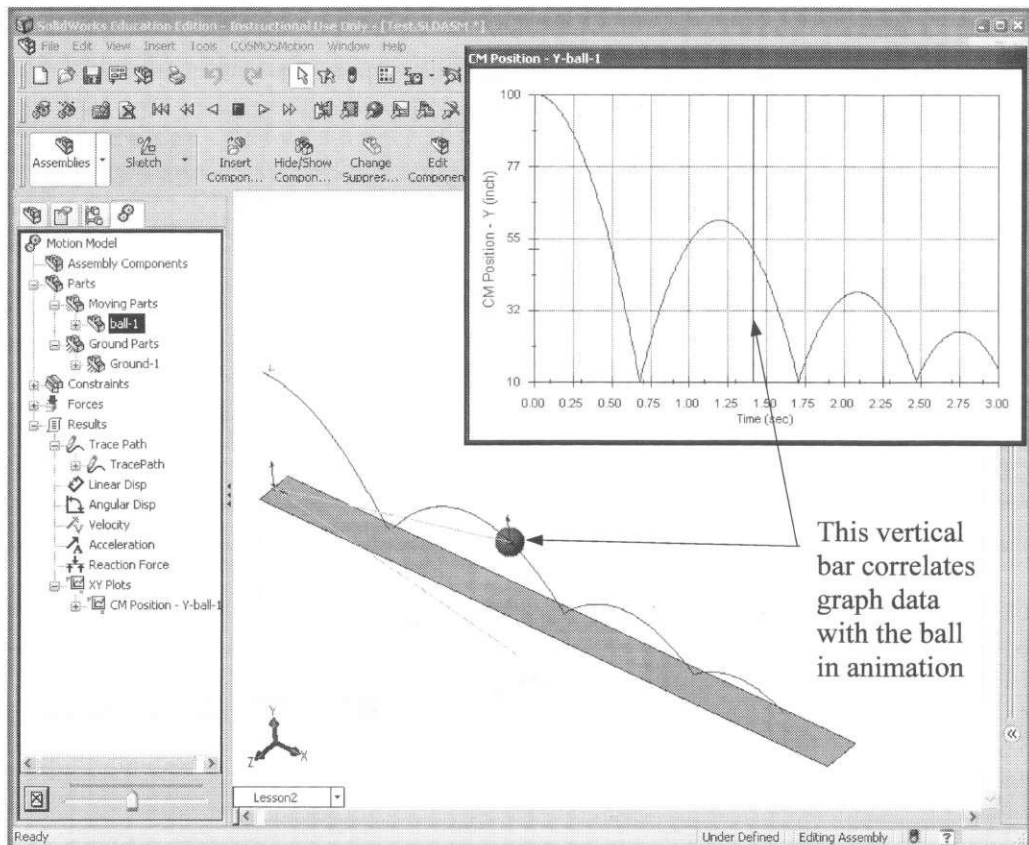 SolidWorks Education Edition - Instructional Use Only - [Test.SLDASM *]
File Edit View Insert Tools COSMOSMotion Window Help
Assemblies
Sketch
Insert Compon...
Hide/Show Compon...
Change Suppres...
Edit Componen
Motion Model
Assembly Components
Parts
Moving Parts
ball-1
Ground Parts
Ground-1
Constraints
Forces
Results
Trace Path
TracePath
Linear Disp
Angular Disp
Velocity
Acceleration
Reaction Force
XY Plots
CM Position - Y-ball-1
CM Position - Y-ball-1
CM Position - Y (inch)
100
77
55
32
10
0.00 0.25 0.50 0.75 1.00 1.25 1.50 1.75 2.00 2.25 2.50 2.75 3.00
Time (sec)
This vertical
bar correlates
graph data
with the ball
in animation
Y
Z
X
Lesson2
Ready
Under Defined
Editing Assembly
?